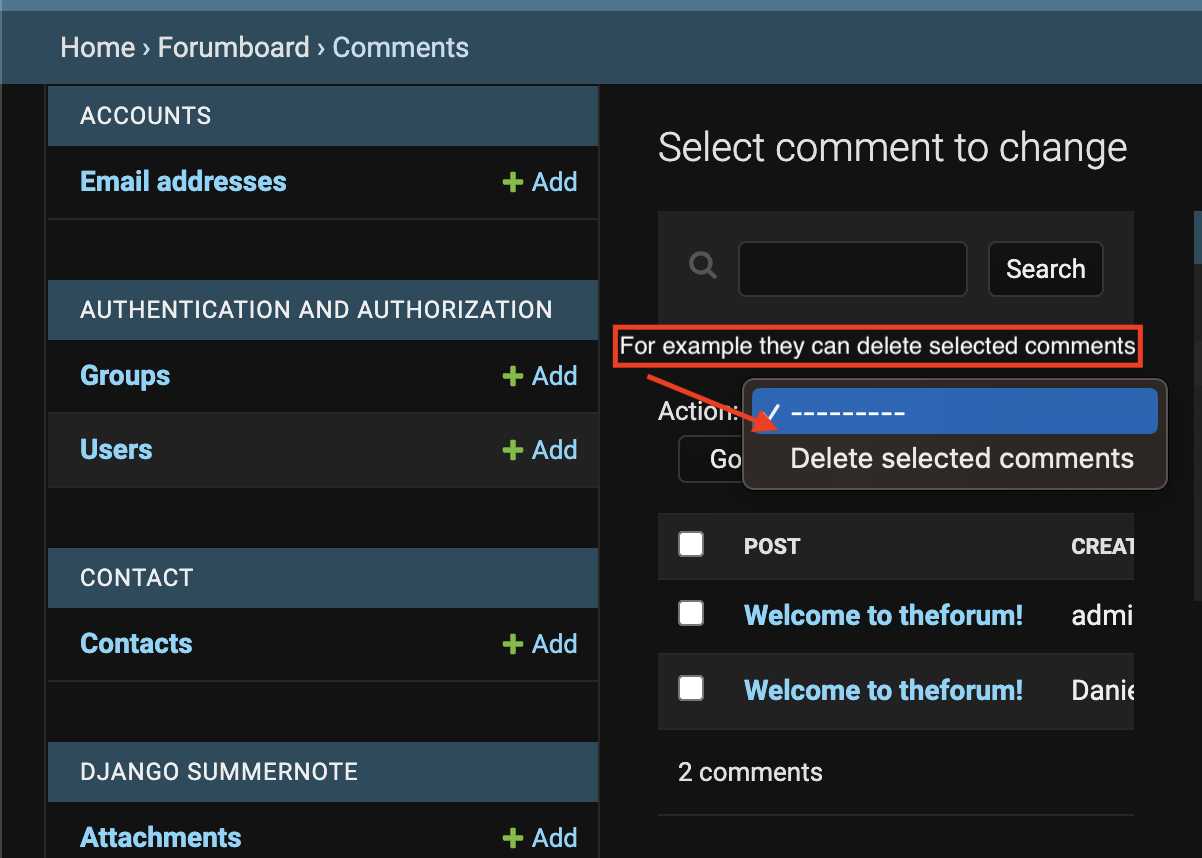 Home › Forumboard › Comments
ACCOUNTS
Email addresses + Add
AUTHENTICATION AND AUTHORIZATION
Groups + Add
Users + Add
CONTACT
Contacts + Add
DJANGO SUMMERNOTE
Attachments + Add
Select comment to change
Search
For example they can delete selected comments
Action:
✓ ---------
Go
Delete selected comments
POST CREAT
Welcome to theforum! admi
Welcome to theforum! Danie
2 comments